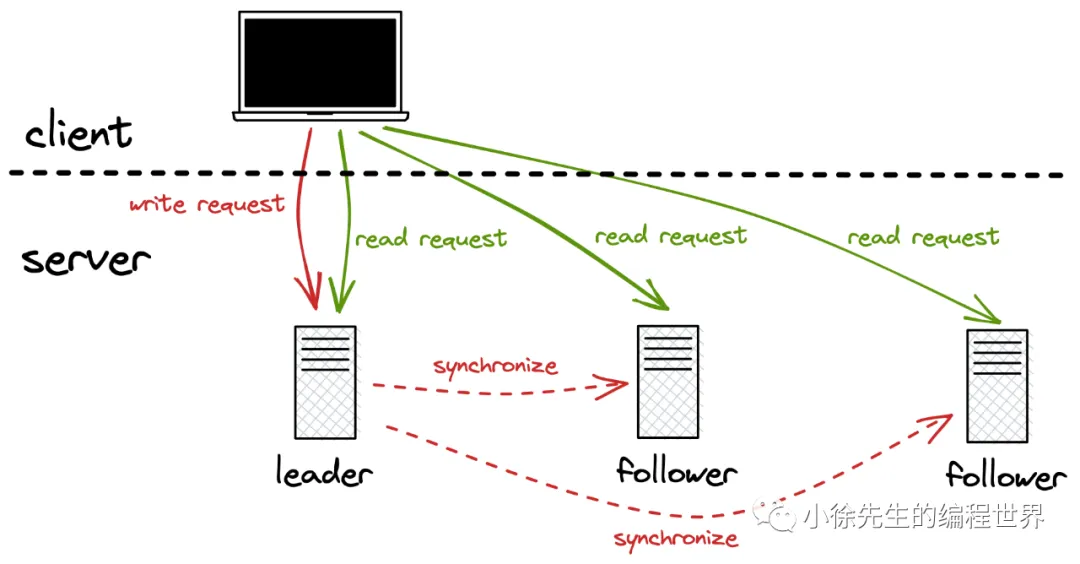 client
write request
read request
read request
read request
server
synchronize
leader
follower
follower
小徐先生的编程世界
synchronize